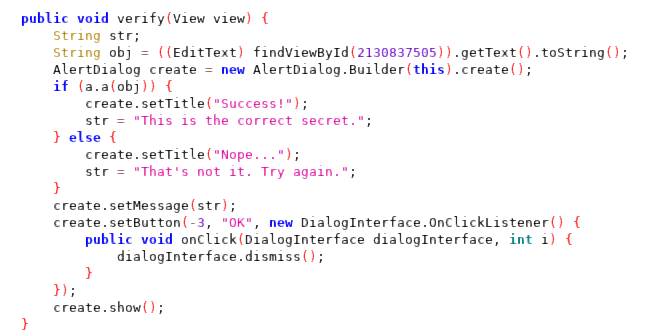 public void verify(View view) {
    String str;
    String obj = ((EditText) findViewById(2130837505)).getText().toString();
    AlertDialog create = new AlertDialog.Builder(this).create();
    if (a.a(obj)) {
        create.setTitle("Success!");
        str = "This is the correct secret.";
    } else {
        create.setTitle("Nope...");
        str = "That's not it. Try again.";
    }
    create.setMessage(str);
    create.setButton(-3, "OK", new DialogInterface.OnClickListener() {
        public void onClick(DialogInterface dialogInterface, int i) {
            dialogInterface.dismiss();
        }
    });
    create.show();
}